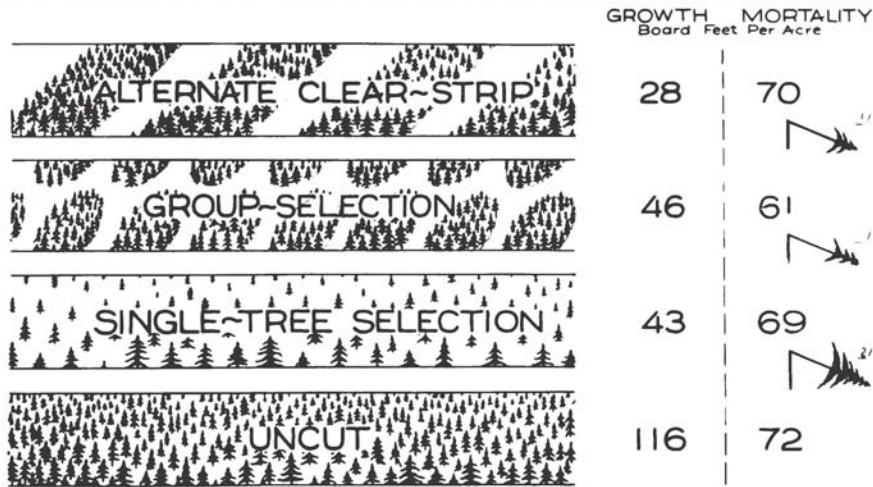 GROWTH MORTALITY
Board Feet Per Acre
ALTERNATE CLEAR~STRIP 28 70
GROUP~SELECTION 46 61
SINGLE~TREE SELECTION 43 69
2/
UNCUT 116 72